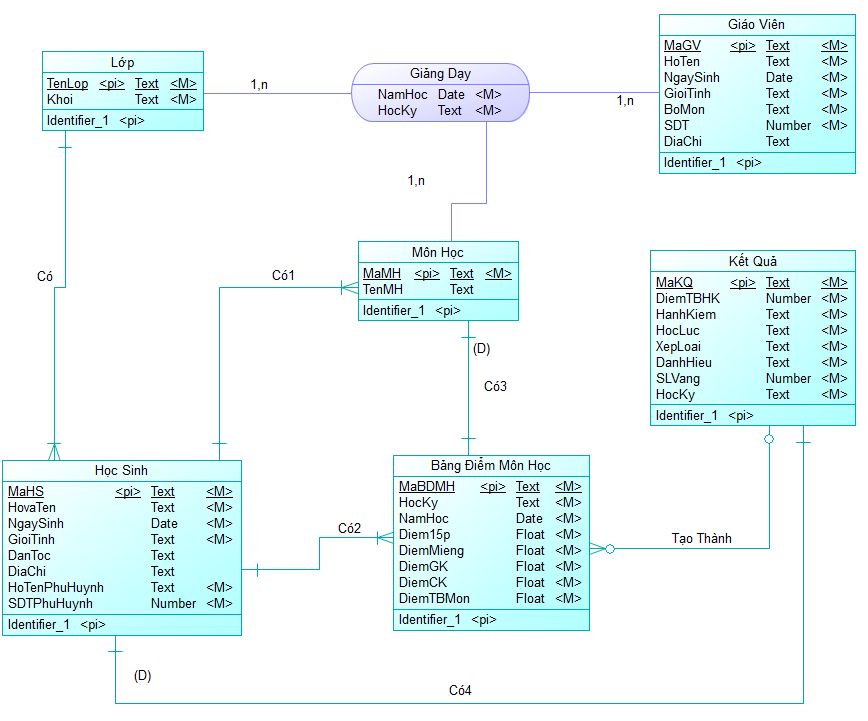 Lớp
TenLop <pi> Text <M>
Khoi Text <M>
Identifier_1 <pi>
1,n
Giảng Dạy
NamHoc Date <M>
HocKy Text <M>
1,n
Giáo Viên
MaGV <pi> Text <M>
HoTen Text <M>
NgaySinh Date <M>
GioiTinh Text <M>
BoMon Text <M>
SDT Number <M>
DiaChi Text
Identifier_1 <pi>
1,n
Có
Có1
Môn Học
MaMH <pi> Text <M>
TenMH Text
Identifier_1 <pi>
(D)
Có3
Kết Quả
MaKQ <pi> Text <M>
DiemTBHK Number <M>
HanhKiem Text <M>
HocLuc Text <M>
XepLoai Text <M>
DanhHieu Text <M>
SLVang Number <M>
HocKy Text <M>
Identifier_1 <pi>
Học Sinh
MaHS <pi> Text <M>
HovaTen Text <M>
NgaySinh Date <M>
GioiTinh Text <M>
DanToc Text
DiaChi Text
HoTenPhuHuynh Text <M>
SDTPhuHuynh Number <M>
Identifier_1 <pi>
Có2
Bảng Điểm Môn Học
MaBDMH <pi> Text <M>
HocKy Text <M>
NamHoc Date <M>
Diem15p Float <M>
DiemMieng Float <M>
DiemGK Float <M>
DiemCK Float <M>
DiemTBMon Float <M>
Identifier_1 <pi>
Tạo Thành
(D)
Có4